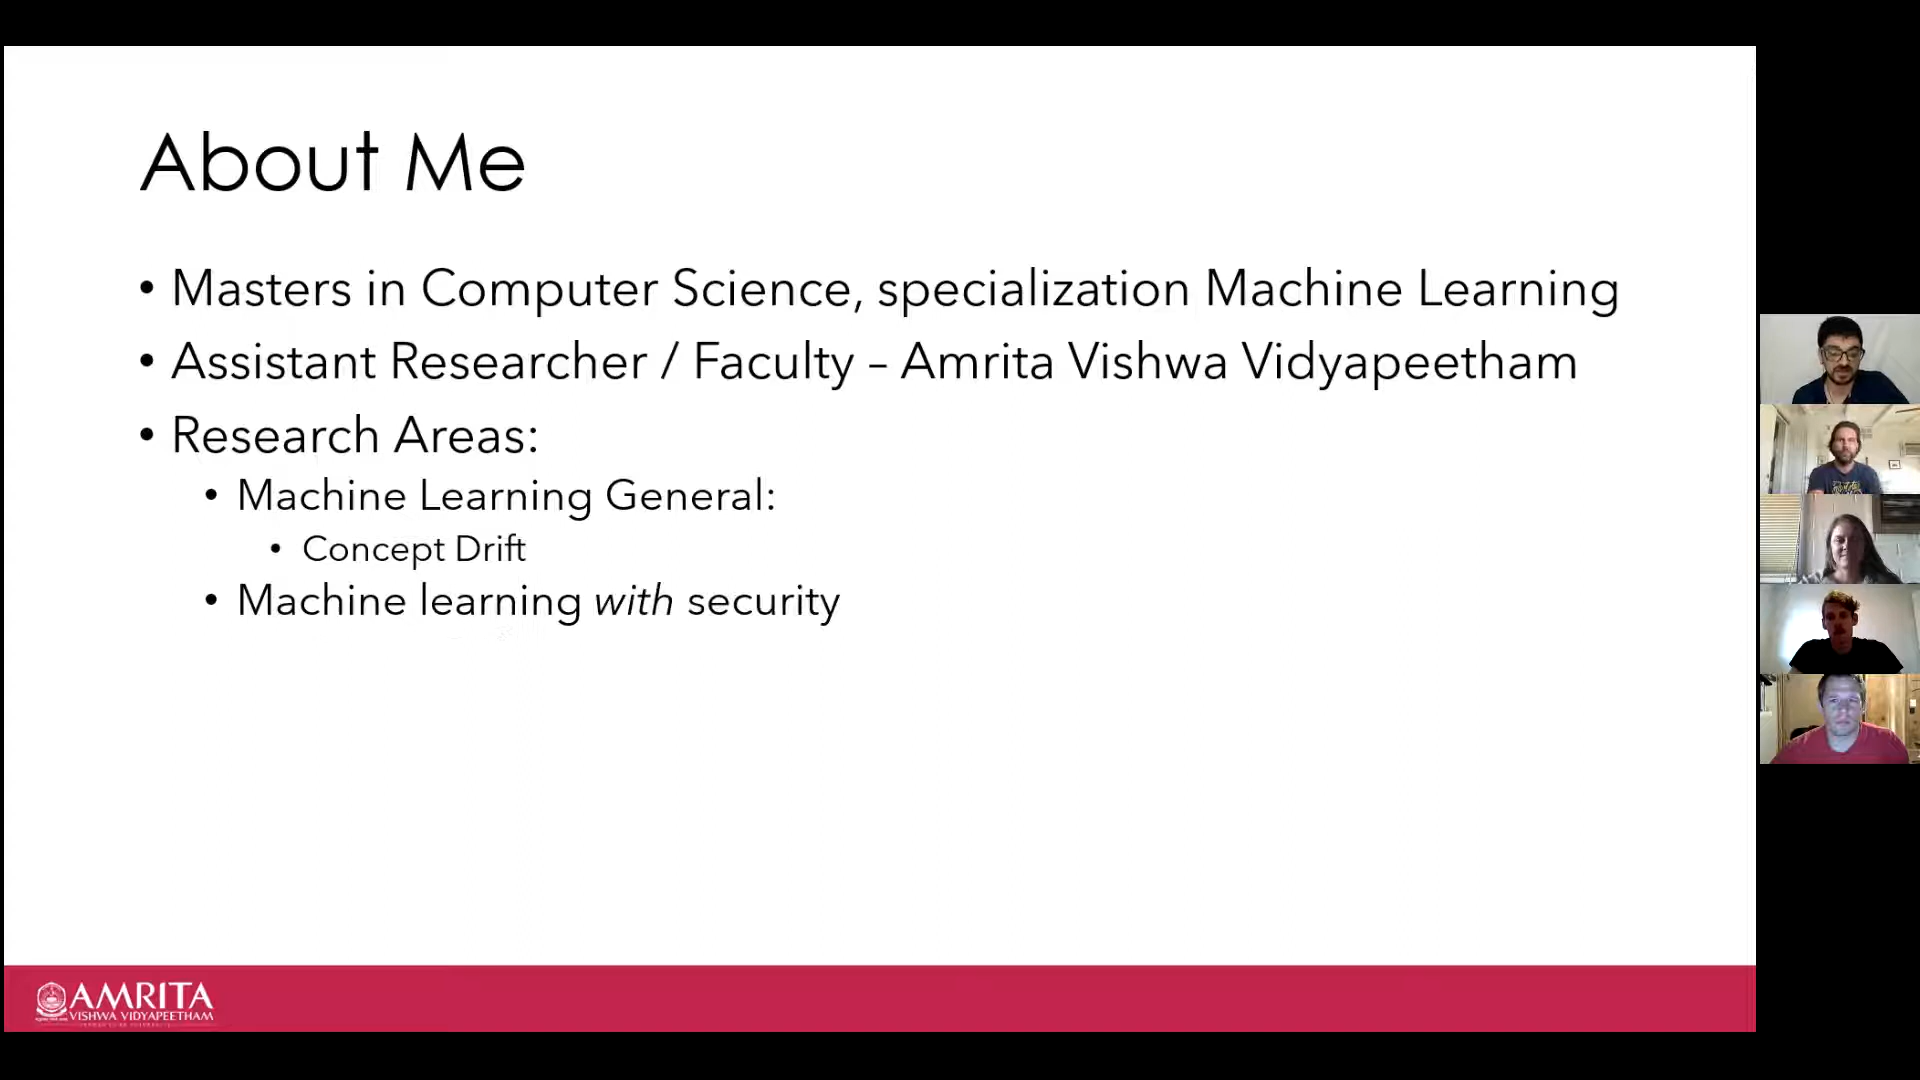 About Me
• Masters in Computer Science, specialization Machine Learning
• Assistant Researcher / Faculty – Amrita Vishwa Vidyapeetham
• Research Areas:
• Machine Learning General:
• Concept Drift
• Machine learning with security
AMRITA
VISHWA VIDYAPEETHAM